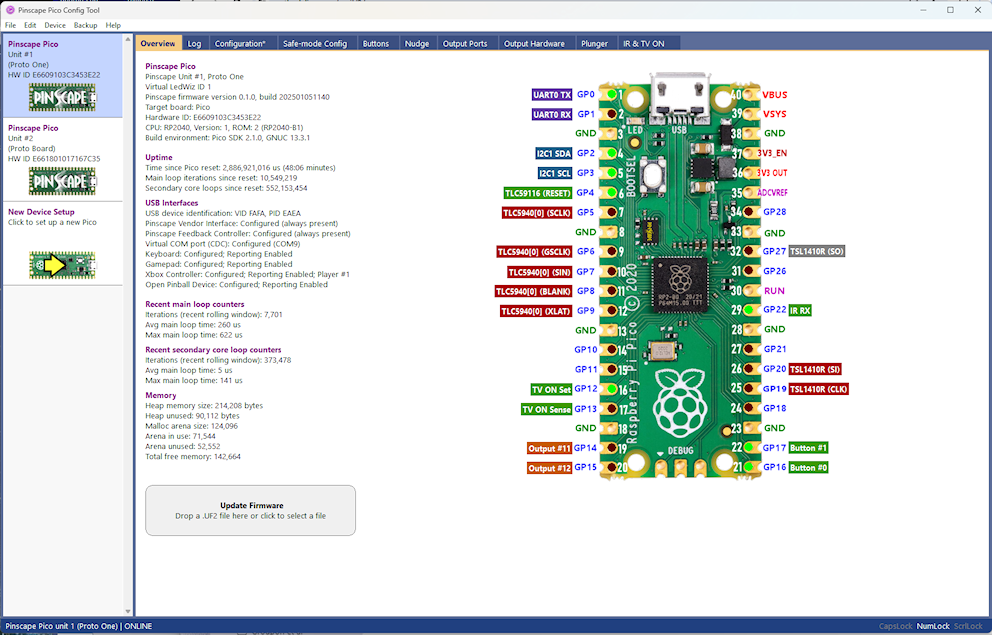 Pinscape Pico Config Tool
File Edit Device Backup Help
Pinscape Pico
Unit #1
(Proto One)
HW ID E6609103C3453E22
PINSCAPE
Pinscape Pico
Unit #2
(Proto Board)
HW ID E661801017167C35
PINSCAPE
New Device Setup
Click to set up a new Pico
Overview Log Configuration* Safe-mode Config Buttons Nudge Output Ports Output Hardware Plunger IR & TV ON
Pinscape Pico
Pinscape Unit #1, Proto One
Virtual LedWiz ID 1
Pinscape firmware version 0.1.0, build 202501051140
Target board: Pico
Hardware ID: E6609103C3453E22
CPU: RP2040, Version: 1, ROM: 2 (RP2040-B1)
Build environment: Pico SDK 2.1.0, GNUC 13.3.1
Uptime
Time since Pico reset: 2,886,921,016 us (48:06 minutes)
Main loop iterations since reset: 10,549,219
Secondary core loops since reset: 552,153,454
USB Interfaces
USB device identification: VID FAFA, PID EAEA
Pinscape Vendor Interface: Configured (always present)
Pinscape Feedback Controller: Configured (always present)
Virtual COM port (CDC): Configured (COM9)
Keyboard: Configured; Reporting Enabled
Gamepad: Configured; Reporting Enabled
Xbox Controller: Configured; Reporting Enabled; Player #1
Open Pinball Device: Configured; Reporting Enabled
Recent main loop counters
Iterations (recent rolling window): 7,701
Avg main loop time: 260 us
Max main loop time: 622 us
Recent secondary core loop counters
Iterations (recent rolling window): 373,478
Avg main loop time: 5 us
Max main loop time: 141 us
Memory
Heap memory size: 214,208 bytes
Heap unused: 90,112 bytes
Malloc arena size: 124,096
Arena in use: 71,544
Arena unused: 52,552
Total free memory: 142,664
Update Firmware
Drop a .UF2 file here or click to select a file
UART0 TX GP0 1 40 VBUS
UART0 RX GP1 2 39 VSYS
GND 3 LED USB 38 GND
I2C1 SDA GP2 4 37 3V3_EN
I2C1 SCL GP3 5 BOOTSEL 36 3V3 OUT
TLC59116 (RESET) GP4 6 35 ADCVREF
TLC5940[0] (SCLK) GP5 7 34 GP28
GND 8 33 GND
TLC5940[0] (GSCLK) GP6 9 32 GP27 TSL1410R (SO)
TLC5940[0] (SIN) GP7 10 31 GP26
TLC5940[0] (BLANK) GP8 11 30 RUN
TLC5940[0] (XLAT) GP9 12 29 GP22 IR RX
GND 13 28 GND
GP10 14 27 GP21
GP11 15 26 GP20 TSL1410R (SI)
TV ON Set GP12 16 25 GP19 TSL1410R (CLK)
TV ON Sense GP13 17 24 GP18
GND 18 23 GND
Output #11 GP14 19 DEBUG 22 GP17 Button #1
Output #12 GP15 20 21 GP16 Button #0
Raspberry Pi Pico © 2020
Pinscape Pico unit 1 (Proto One) | ONLINE
CapsLock NumLock ScrlLock